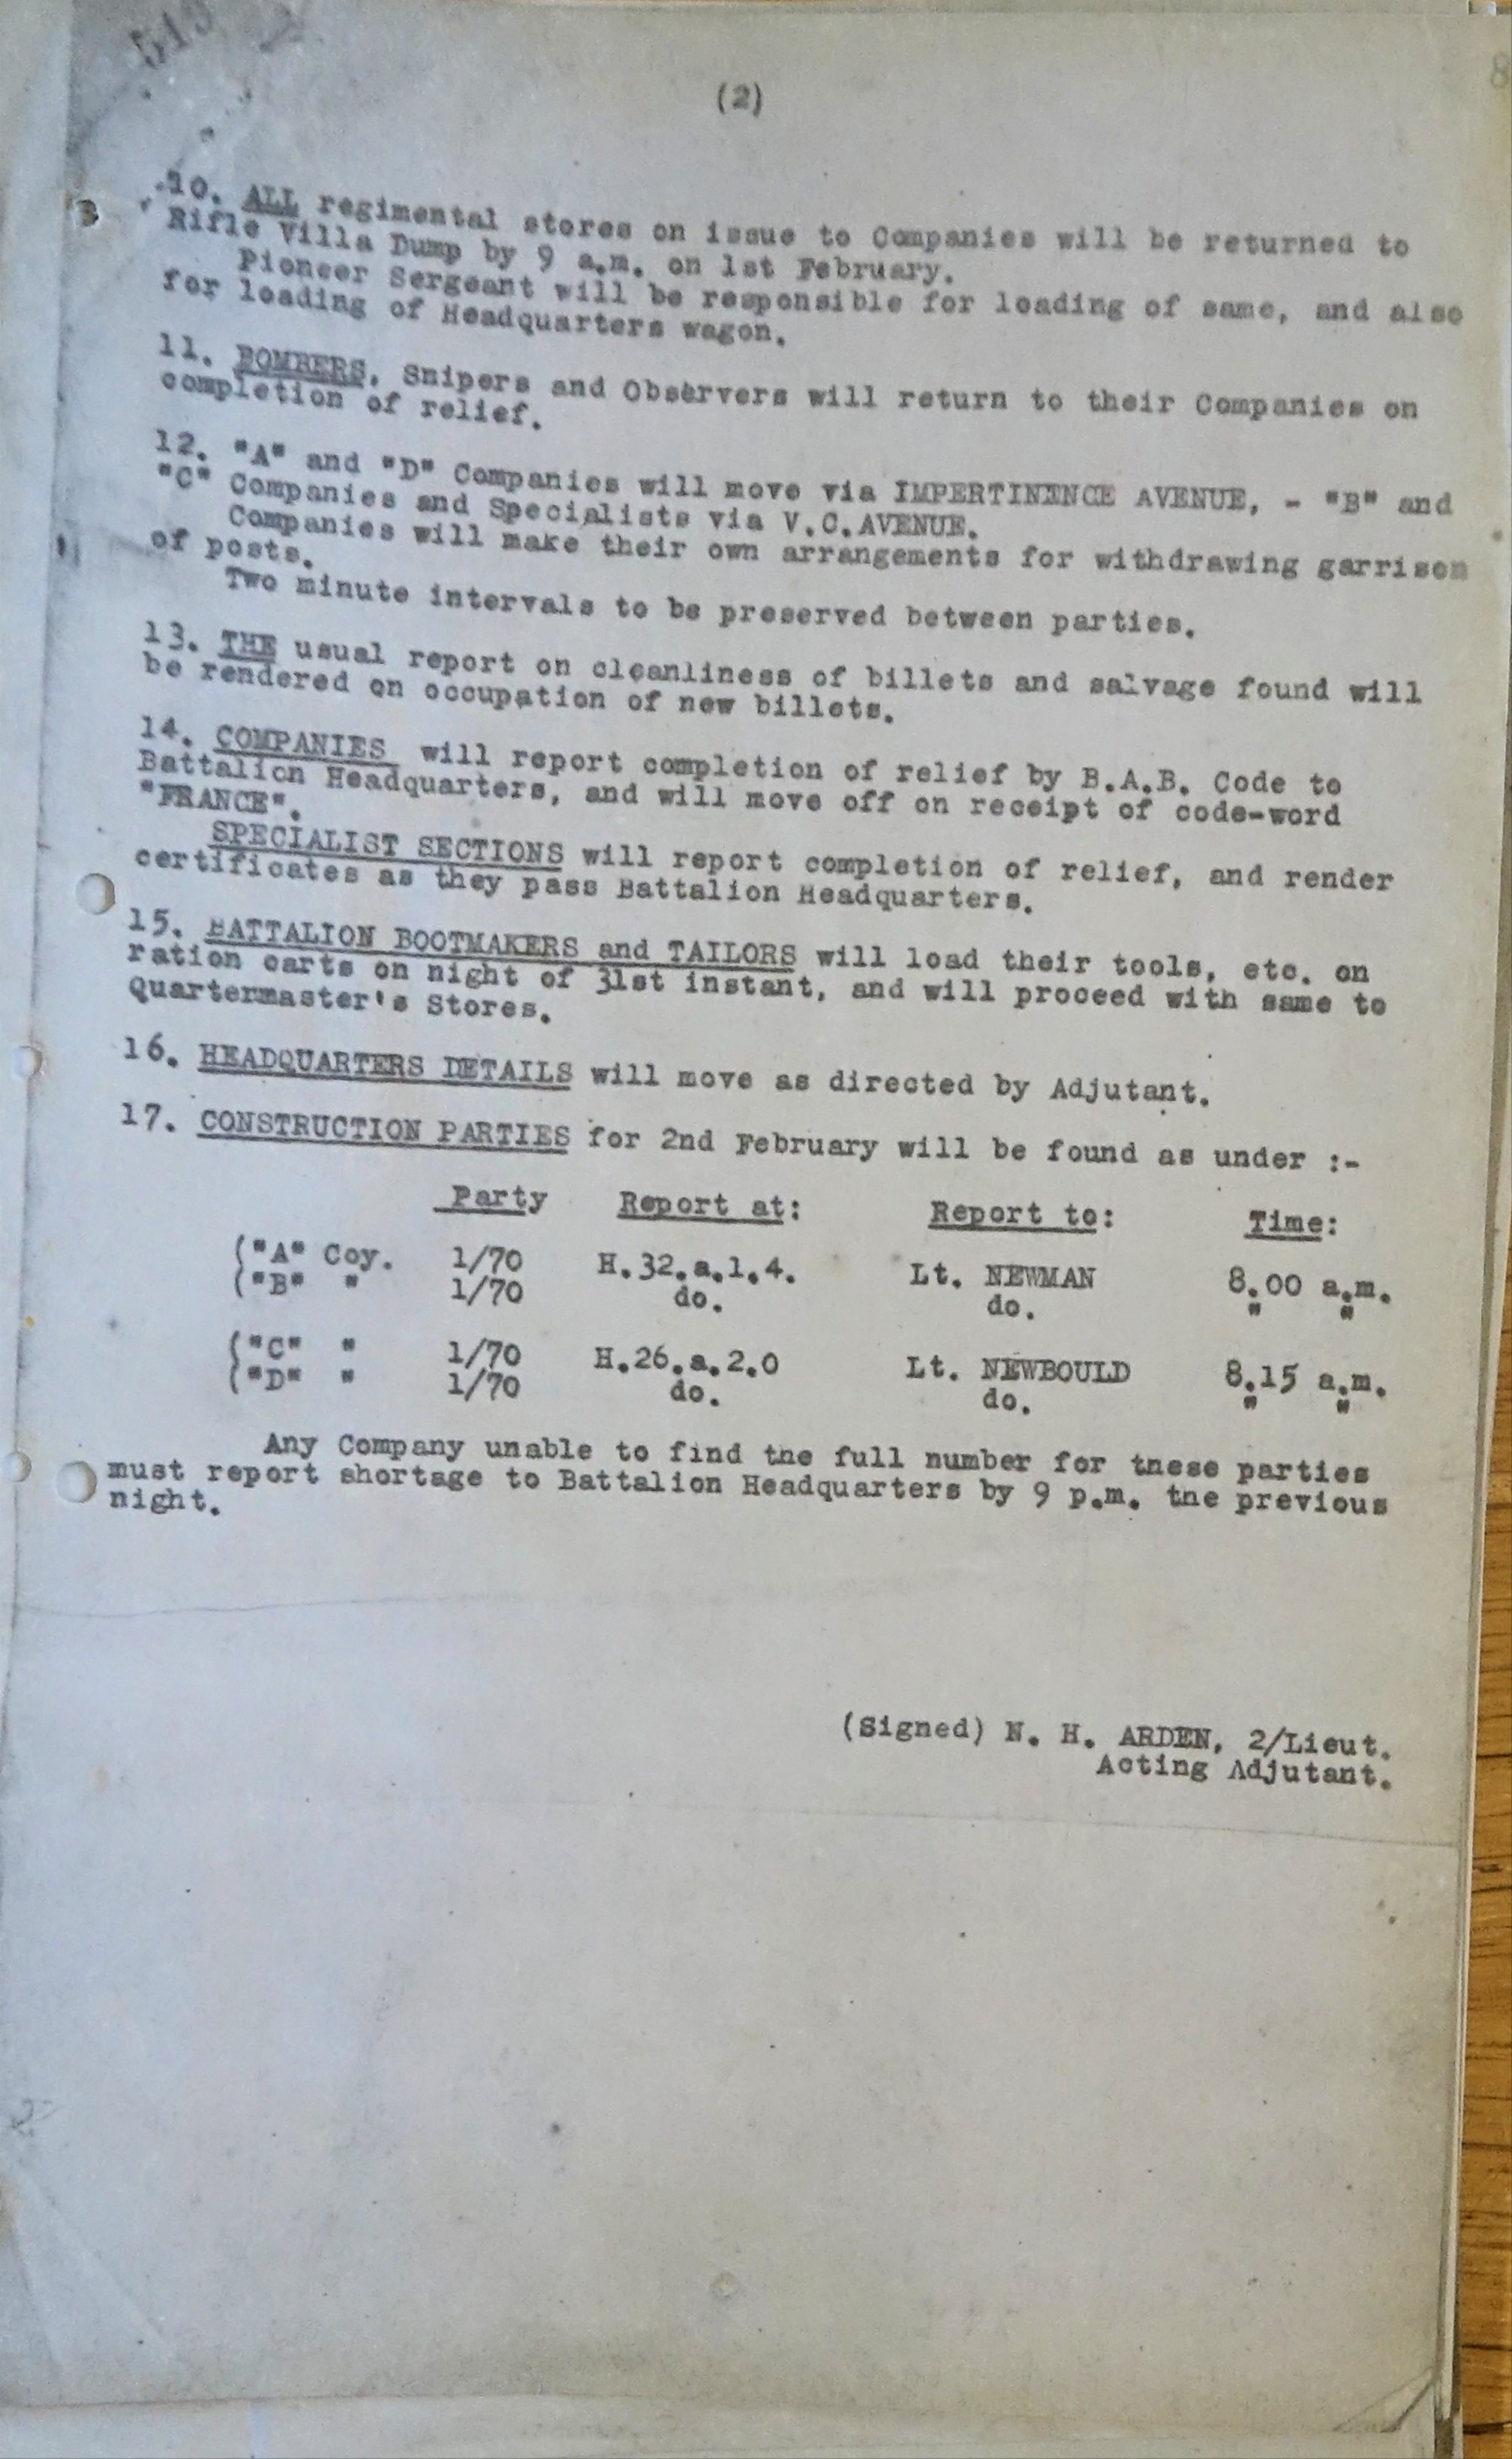 513
(2)
10. ALL regimental stores on issue to Companies will be returned to
Rifle Villa Dump by 9 a.m. on 1st February.
Pioneer Sergeant will be responsible for loading of same, and also
for loading of Headquarters wagon.
11. BOMBERS, Snipers and Observers will return to their Companies on
completion of relief.
12. "A" and "D" Companies will move via IMPERTINENCE AVENUE, - "B" and
"C" Companies and Specialists via V.C.AVENUE.
Companies will make their own arrangements for withdrawing garrison
of posts.
Two minute intervals to be preserved between parties.
13. THE usual report on cleanliness of billets and salvage found will
be rendered on occupation of new billets.
14. COMPANIES will report completion of relief by B.A.B. Code to
Battalion Headquarters, and will move off on receipt of code-word
"FRANCE".
SPECIALIST SECTIONS will report completion of relief, and render
certificates as they pass Battalion Headquarters.
15. BATTALION BOOTMAKERS and TAILORS will load their tools, etc. on
ration carts on night of 31st instant, and will proceed with same to
Quartermaster's Stores.
16. HEADQUARTERS DETAILS will move as directed by Adjutant.
17. CONSTRUCTION PARTIES for 2nd February will be found as under :-
Party Report at: Report to: Time:
("A" Coy. 1/70 H.32.a.1.4. Lt. NEWMAN 8.00 a.m.
("B" " 1/70 do. do. " "
("C" " 1/70 H.26.a.2.0 Lt. NEWBOULD 8.15 a.m.
("D" " 1/70 do. do. " "
Any Company unable to find the full number for these parties
must report shortage to Battalion Headquarters by 9 p.m. the previous
night.
(Signed) N. H. ARDEN, 2/Lieut.
Acting Adjutant.